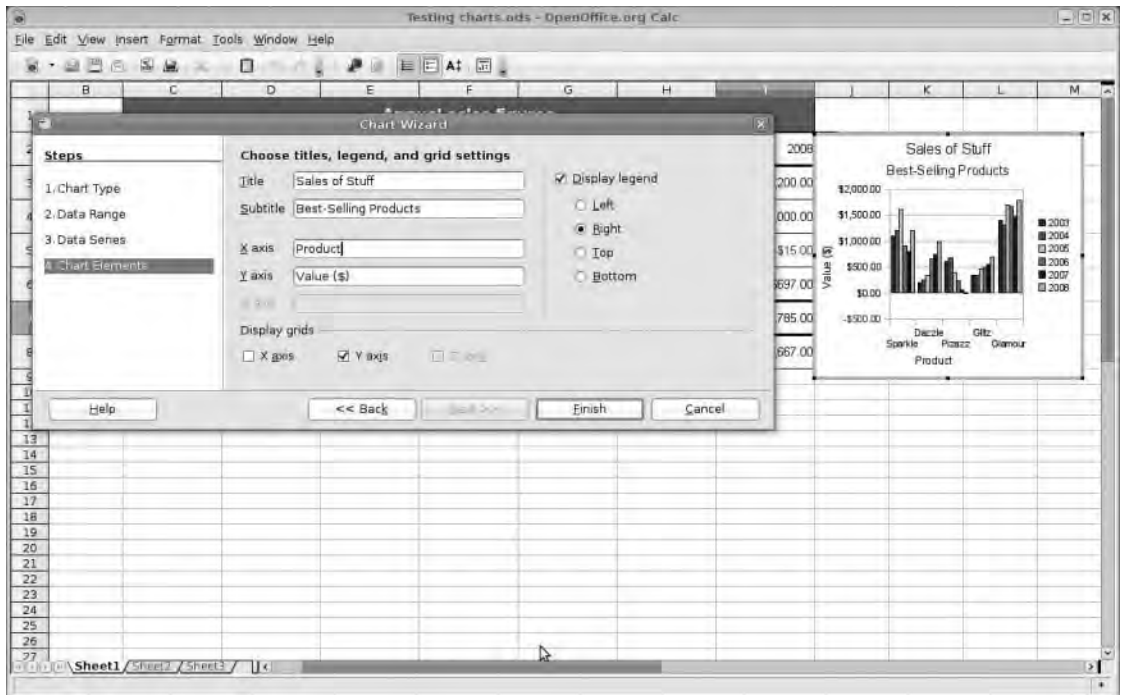 Testing charts.ods - OpenOffice.org Calc
File Edit View Insert Format Tools Window Help
B C D E F G H I J K L M
Chart Wizard
Steps
1. Chart Type
2. Data Range
3. Data Series
4. Chart Elements
Choose titles, legend, and grid settings
Title Sales of Stuff
Subtitle Best-Selling Products
X axis Product
Y axis Value ($)
Display legend
Left
Right
Top
Bottom
Display grids
X axis Y axis
Help << Back Finish Cancel
2008
200.00
000.00
$15.00
697.00
785.00
667.00
Sales of Stuff
Best-Selling Products
$2,000.00
$1,500.00
$1,000.00
$500.00
$0.00
-$500.00
Value ($)
Dazzle Glitz
Sparkle Pizazz Glamour
Product
2003
2004
2005
2006
2007
2008
13
14
15
16
17
18
19
20
21
22
23
24
25
26
27
Sheet1 Sheet2 Sheet3